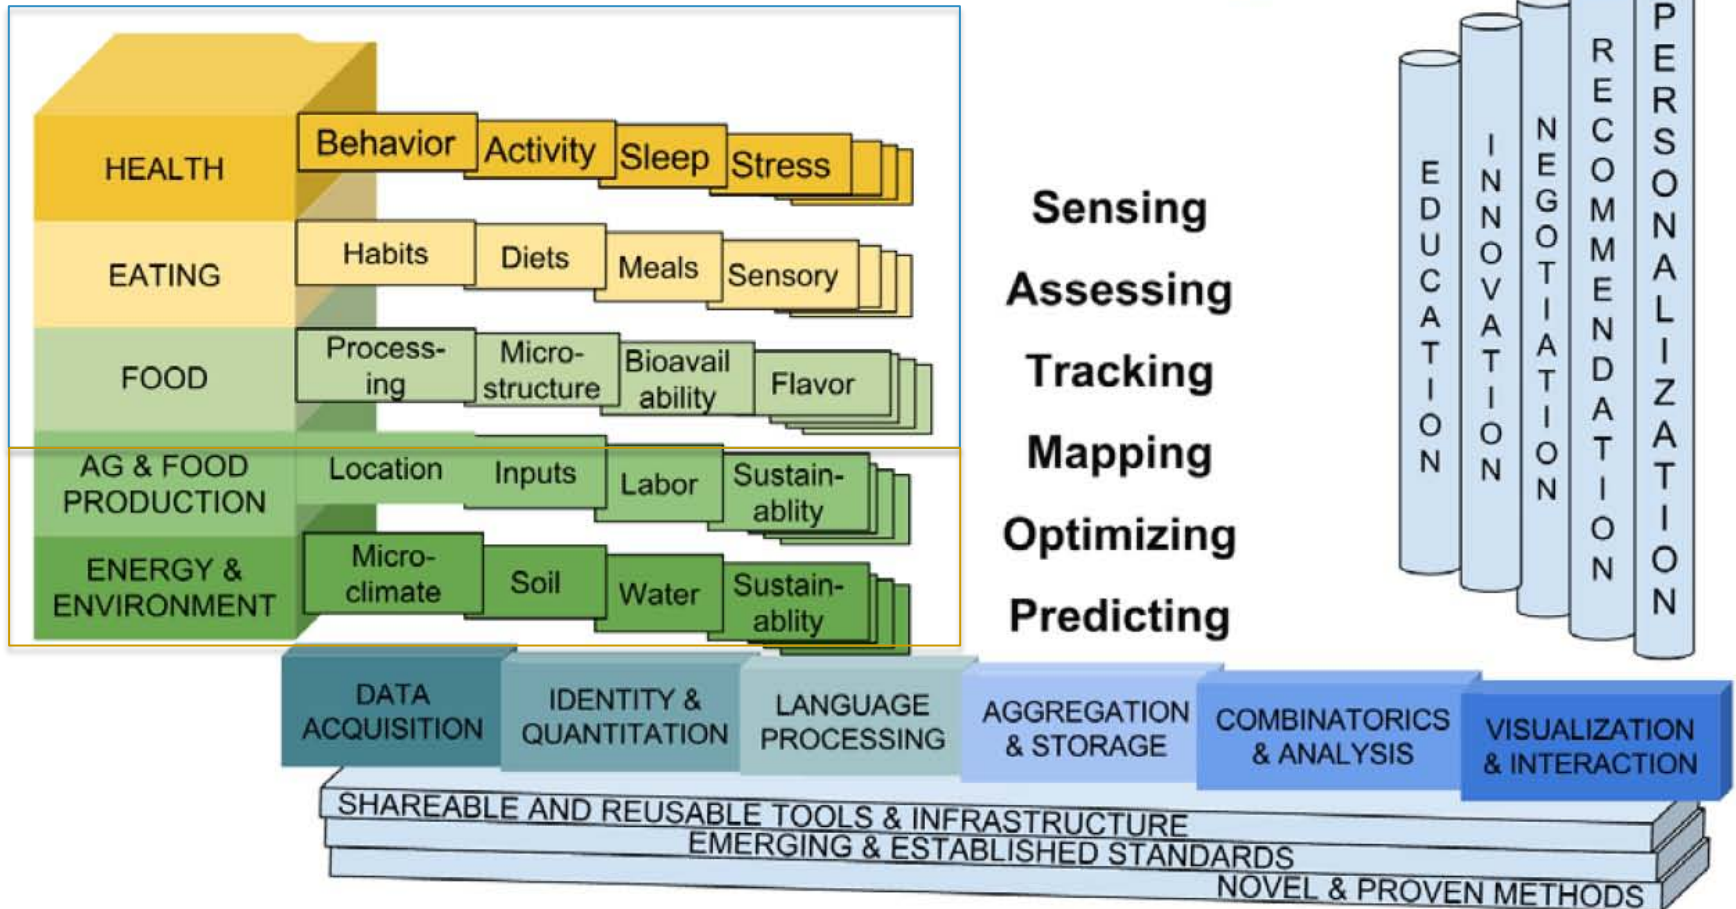 HEALTH
Behavior
Activity
Sleep
Stress
EATING
Habits
Diets
Meals
Sensory
FOOD
Process-
ing
Micro-
structure
Bioavail
ability
Flavor
AG & FOOD
PRODUCTION
Location
Inputs
Labor
Sustain-
ablity
ENERGY &
ENVIRONMENT
Micro-
climate
Soil
Water
Sustain-
ablity
Sensing
Assessing
Tracking
Mapping
Optimizing
Predicting
EDUCATION
INNOVATION
NEGOTIATION
RECOMMENDATION
PERSONALIZATION
DATA
ACQUISITION
IDENTITY &
QUANTITATION
LANGUAGE
PROCESSING
AGGREGATION
& STORAGE
COMBINATORICS
& ANALYSIS
VISUALIZATION
& INTERACTION
SHAREABLE AND REUSABLE TOOLS & INFRASTRUCTURE
EMERGING & ESTABLISHED STANDARDS
NOVEL & PROVEN METHODS